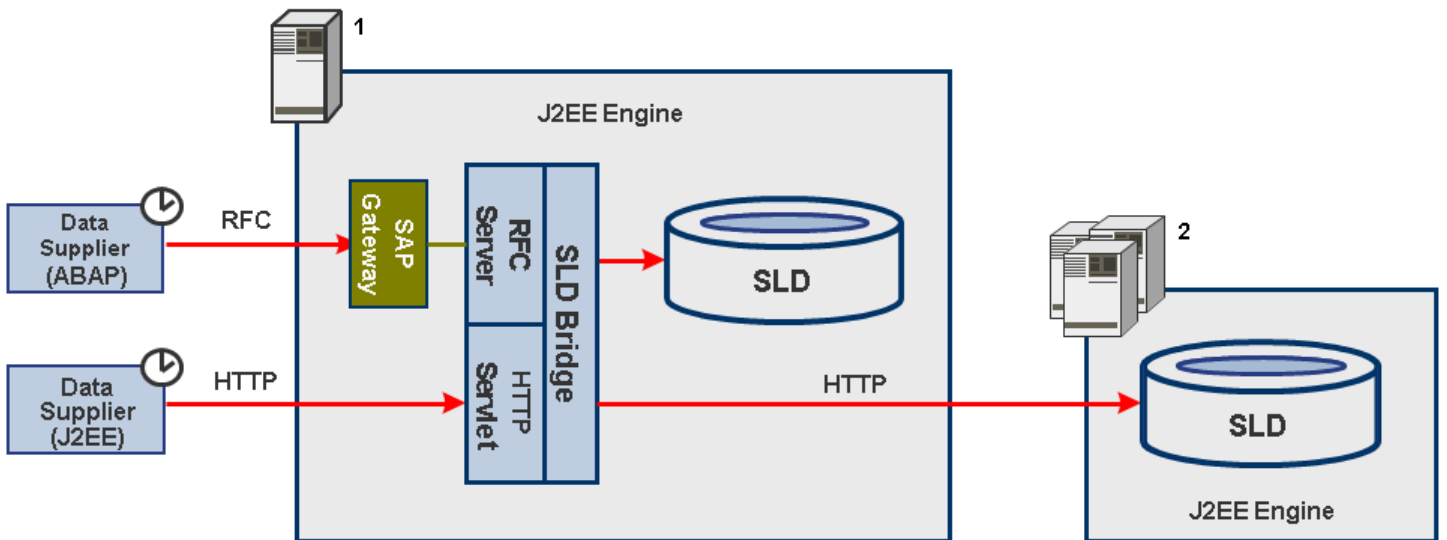 1
J2EE Engine
Data
Supplier
(ABAP)
RFC
SAP
Gateway
RFC
Server
SLD Bridge
SLD
2
Data
Supplier
(J2EE)
HTTP
HTTP
Servlet
HTTP
SLD
J2EE Engine